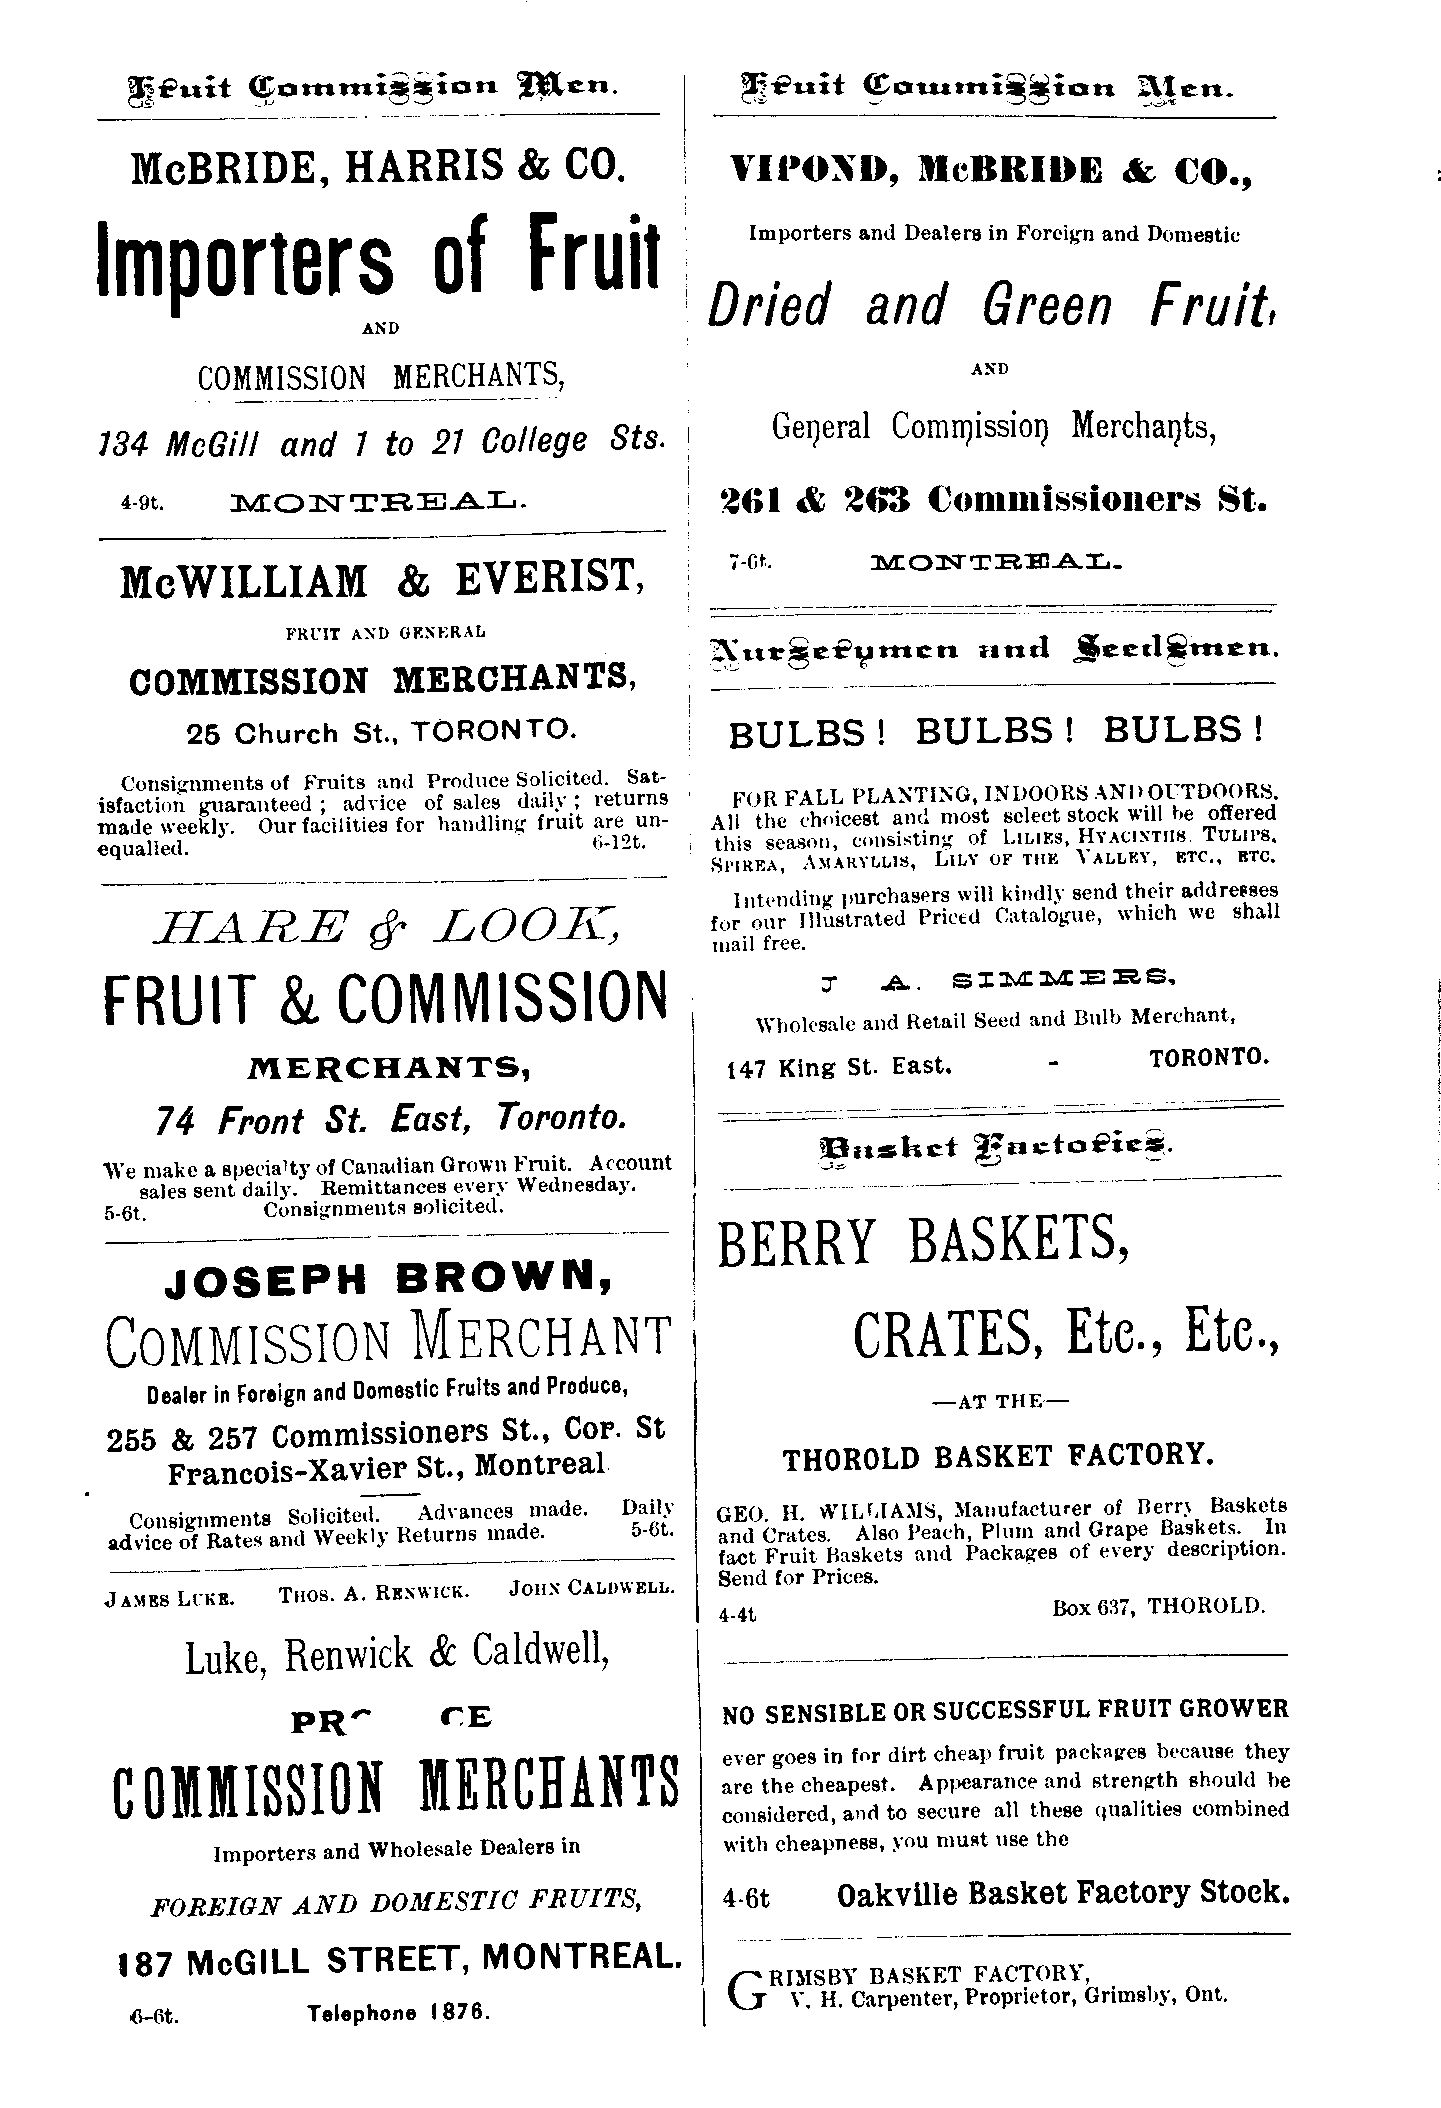 Fruit Commission Men.
McBRIDE, HARRIS & CO.
Importers of Fruit
AND
COMMISSION MERCHANTS,
134 McGill and 1 to 21 College Sts.
4-9t. MONTREAL.
McWILLIAM & EVERIST,
FRUIT AND GENERAL
COMMISSION MERCHANTS,
25 Church St., TORONTO.
Consignments of Fruits and Produce Solicited. Sat-
isfaction guaranteed ; advice of sales daily ; returns
made weekly. Our facilities for handling fruit are un-
equalled. 6-12t.
HARE & LOOK,
FRUIT & COMMISSION
MERCHANTS,
74 Front St. East, Toronto.
We make a specialty of Canadian Grown Fruit. Account
sales sent daily. Remittances every Wednesday.
5-6t. Consignments solicited.
JOSEPH BROWN,
COMMISSION MERCHANT
Dealer in Foreign and Domestic Fruits and Produce,
255 & 257 Commissioners St., Cor. St
Francois-Xavier St., Montreal
Consignments Solicited. Advances made. Daily
advice of Rates and Weekly Returns made. 5-6t.
JAMES LUKE. THOS. A. RENWICK. JOHN CALDWELL.
Luke, Renwick & Caldwell,
PR CE
COMMISSION MERCHANTS
Importers and Wholesale Dealers in
FOREIGN AND DOMESTIC FRUITS,
187 McGILL STREET, MONTREAL.
6-6t. Telephone 1876.
Fruit Commission Men.
VIPOND, McBRIDE & CO.,
Importers and Dealers in Foreign and Domestic
Dried and Green Fruit,
AND
General Commission Merchants,
261 & 263 Commissioners St.
7-6t. MONTREAL.
Nurserymen and Seedsmen.
BULBS ! BULBS ! BULBS !
FOR FALL PLANTING, INDOORS AND OUTDOORS.
All the choicest and most select stock will be offered
this season, consisting of LILIES, HYACINTHS, TULIPS,
SPIREA, AMARYLLIS, LILY OF THE VALLEY, ETC., ETC.
Intending purchasers will kindly send their addresses
for our Illustrated Priced Catalogue, which we shall
mail free.
J A. SIMMERS,
Wholesale and Retail Seed and Bulb Merchant,
147 King St. East. - TORONTO.
Basket Factories.
BERRY BASKETS,
CRATES, Etc., Etc.,
—AT THE—
THOROLD BASKET FACTORY.
GEO. H. WILLIAMS, Manufacturer of Berry Baskets
and Crates. Also Peach, Plum and Grape Baskets. In
fact Fruit Baskets and Packages of every description.
Send for Prices.
4-4t Box 637, THOROLD.
NO SENSIBLE OR SUCCESSFUL FRUIT GROWER
ever goes in for dirt cheap fruit packages because they
are the cheapest. Appearance and strength should be
considered, and to secure all these qualities combined
with cheapness, you must use the
4-6t Oakville Basket Factory Stock.
GRIMSBY BASKET FACTORY,
V. H. Carpenter, Proprietor, Grimsby, Ont.